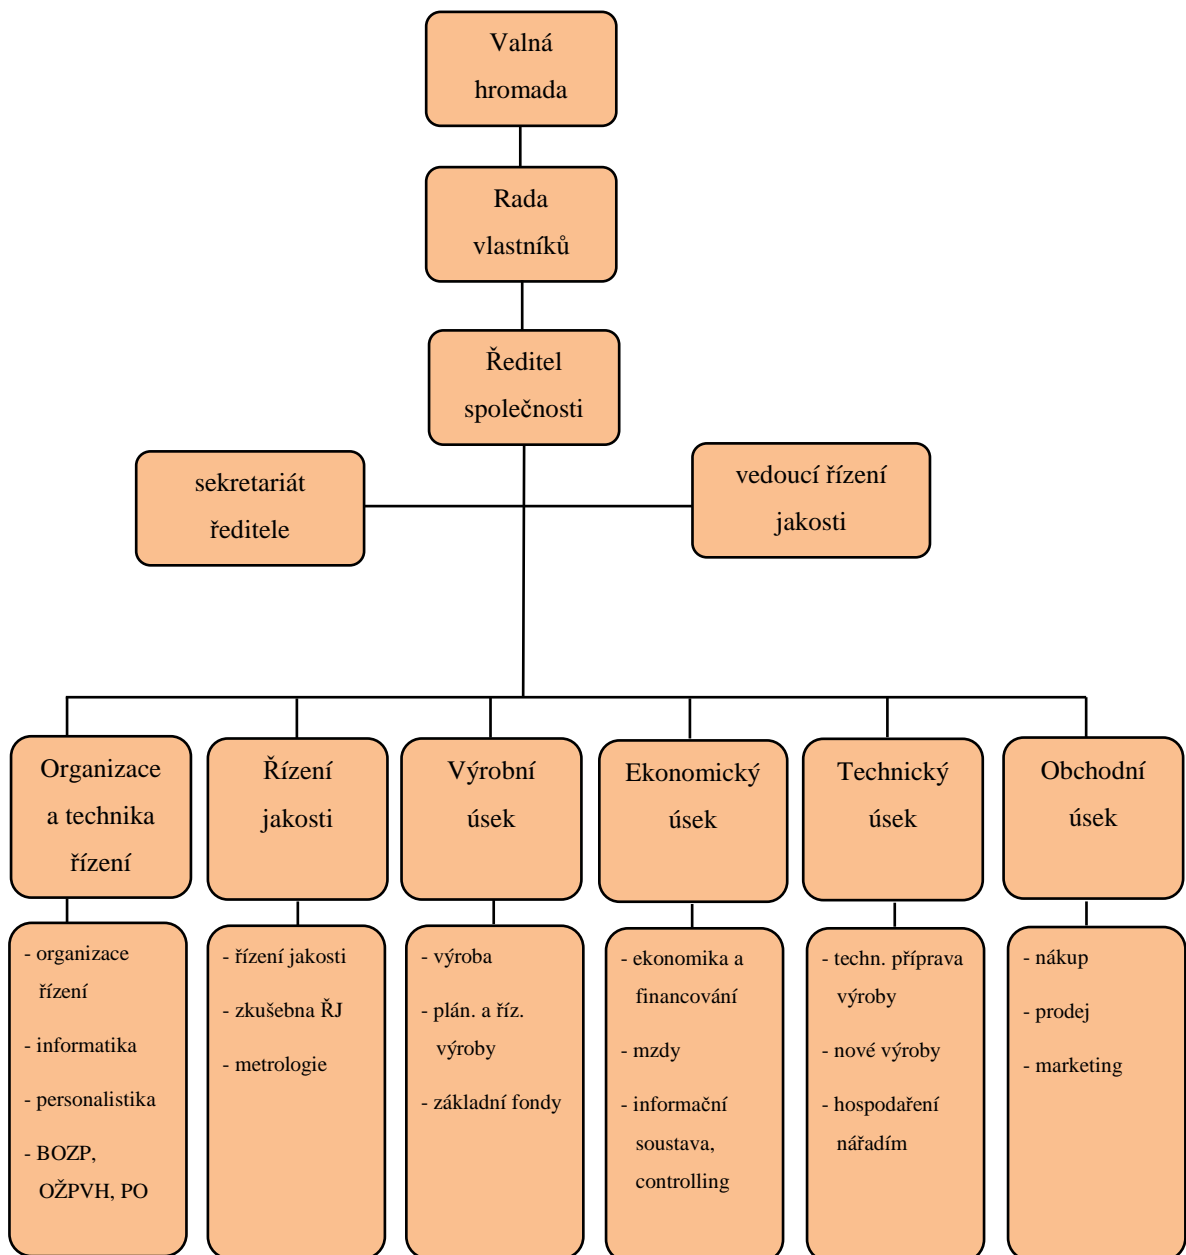 Valná
hromada
Rada
vlastníků
Ředitel
společnosti
sekretariát
ředitele
vedoucí řízení
jakosti
Organizace
a technika
řízení
Řízení
jakosti
Výrobní
úsek
Ekonomický
úsek
Technický
úsek
Obchodní
úsek
- organizace
řízení
- informatika
- personalistika
- BOZP,
OŽPVH, PO
- řízení jakosti
- zkušebna ŘJ
- metrologie
- výroba
- plán. a říz.
výroby
- základní fondy
- ekonomika a
financování
- mzdy
- informační
soustava,
controlling
- techn. příprava
výroby
- nové výroby
- hospodaření
nářadím
- nákup
- prodej
- marketing